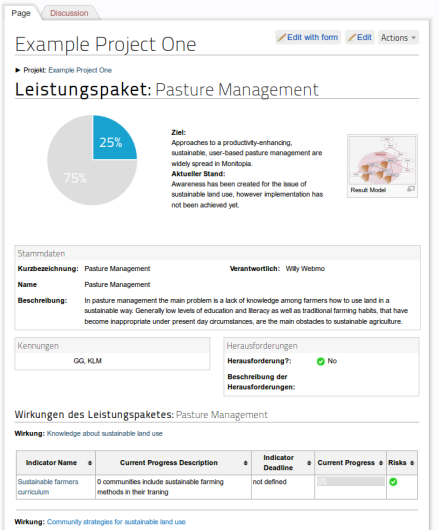 Page Discussion
Example Project One
Edit with form Edit Actions
► Projekt: Example Project One
Leistungspaket: Pasture Management
25%
75%
Ziel:
Approaches to a productivity-enhancing,
sustainable, user-based pasture management are
widely spread in Monitopia.
Aktueller Stand:
Awareness has been created for the issue of
sustainable land use, however implementation has
not been achieved yet.
Result Model
Stammdaten
Kurzbezeichnung: Pasture Management Verantwortlich: Willy Webmo
Name Pasture Management
Beschreibung: In pasture management the main problem is a lack of knowledge among farmers how to use land in a
sustainable way. Generally low levels of education and literacy as well as traditional farming habits, that have
become inappropriate under present day circumstances, are the main obstacles to sustainable agriculture.
Kennungen
GG, KLM
Herausforderungen
Herausforderung?: No
Beschreibung der
Herausforderungen:
Wirkungen des Leistungspaketes: Pasture Management
Wirkung: Knowledge about sustainable land use
Indicator Name Current Progress Description Indicator Deadline Current Progress Risks
Sustainable farmers curriculum
0 communities include sustainable farming
methods in their traning
not defined
0%
Wirkung: Community strategies for sustainable land use